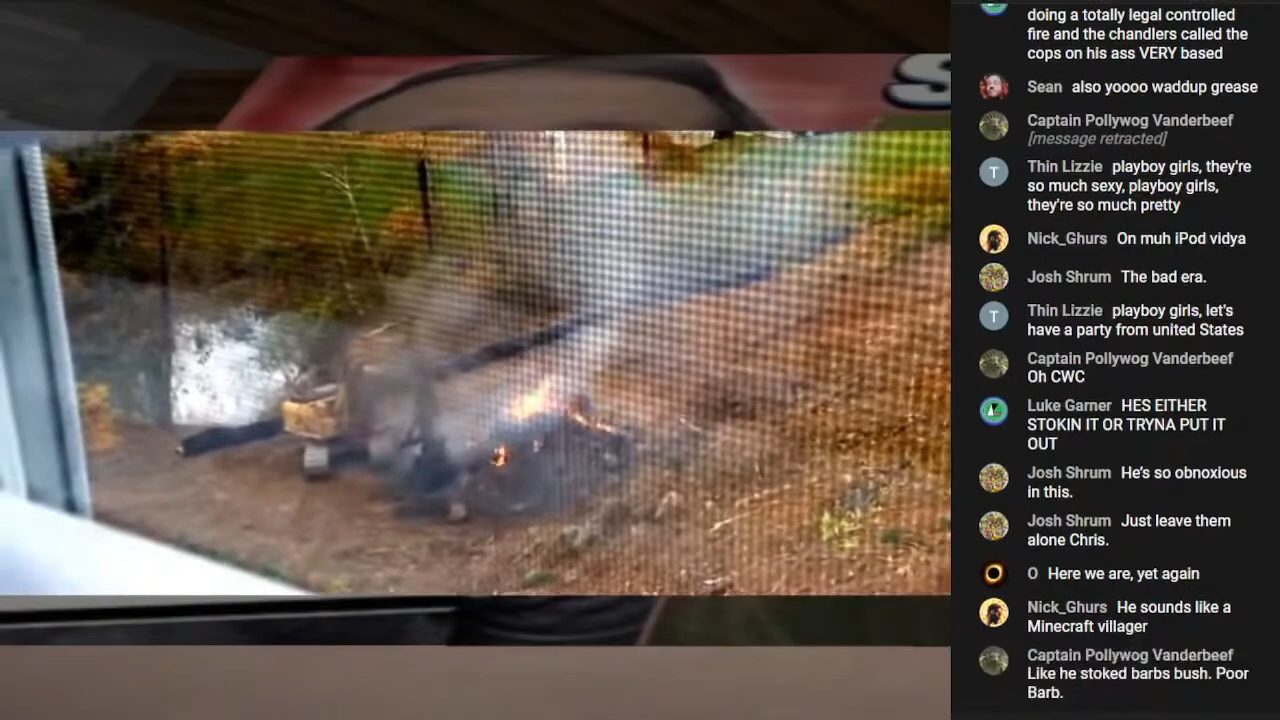 doing a totally legal controlled
fire and the chandlers called the
cops on his ass VERY based
Sean also yoooo waddup grease
Captain Pollywog Vanderbeef
[message retracted]
T
Thin Lizzie playboy girls, they're
so much sexy, playboy girls,
they're so much pretty
Nick_Ghurs On muh iPod vidya
Josh Shrum The bad era.
T
Thin Lizzie playboy girls, let's
have a party from united States
Captain Pollywog Vanderbeef
Oh CWC
Luke Garner HES EITHER
STOKIN IT OR TRYNA PUT IT
OUT
Josh Shrum He's so obnoxious
in this.
Josh Shrum Just leave them
alone Chris.
O Here we are, yet again
Nick_Ghurs He sounds like a
Minecraft villager
Captain Pollywog Vanderbeef
Like he stoked barbs bush. Poor
Barb.